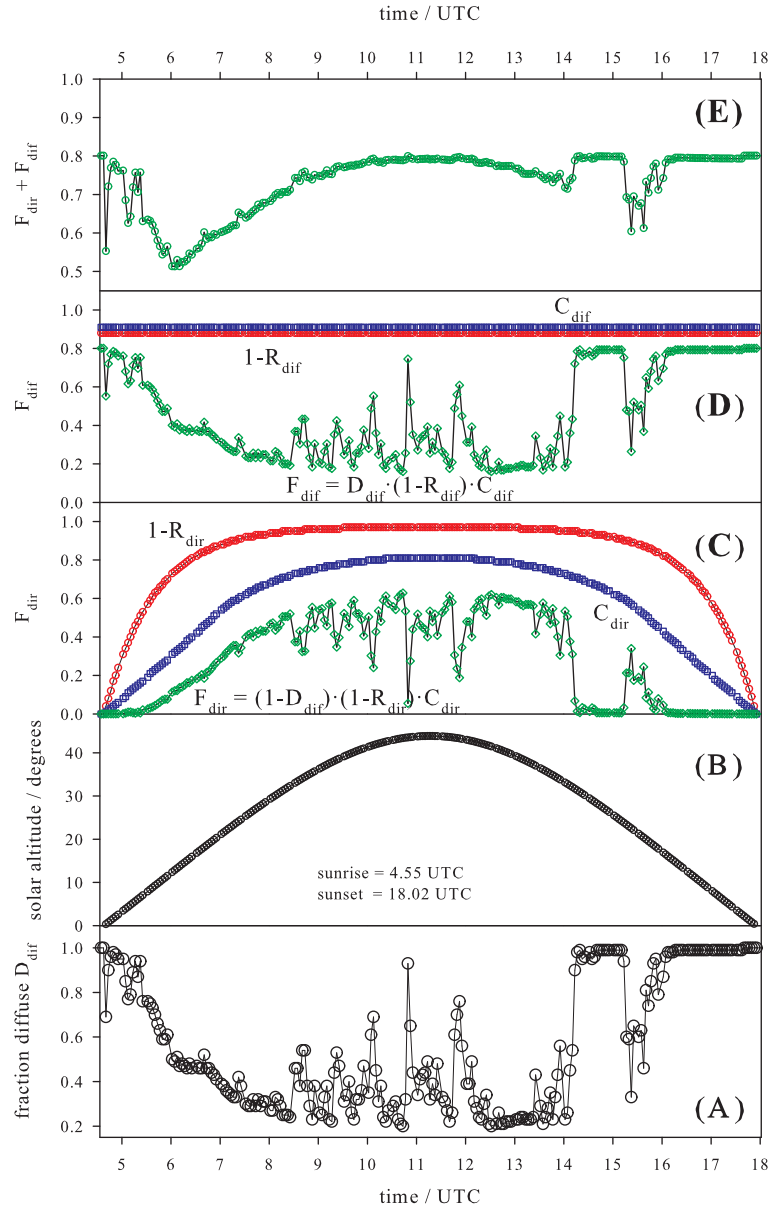 time / UTC
5 6 7 8 9 10 11 12 13 14 15 16 17 18
1.0
0.9
0.8
0.7
0.6
0.5
F_dir + F_dif
(E)
1.0
0.8
0.6
0.4
0.2
0.0
F_dif
C_dif
1-R_dif
(D)
F_dif = D_dif·(1-R_dif)·C_dif
1.0
0.8
0.6
0.4
0.2
0.0
F_dir
1-R_dir
(C)
C_dir
F_dir = (1-D_dif)·(1-R_dir)·C_dir
40
30
20
10
0
solar altitude / degrees
(B)
sunrise = 4.55 UTC
sunset = 18.02 UTC
1.0
0.8
0.6
0.4
0.2
fraction diffuse D_dif
(A)
5 6 7 8 9 10 11 12 13 14 15 16 17 18
time / UTC